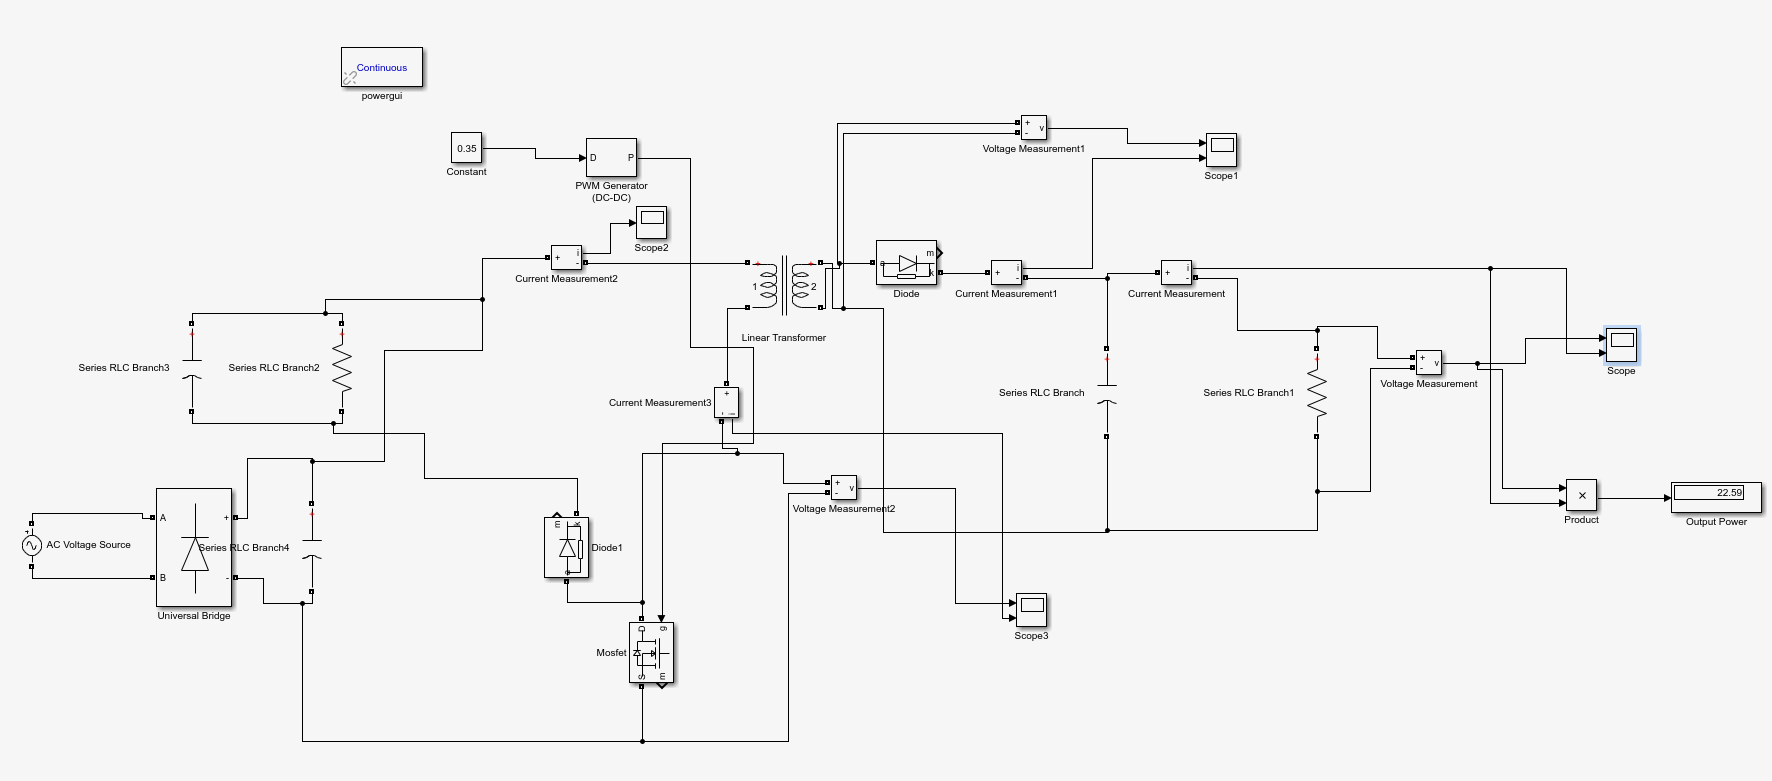 Continuous
powergui
0.35
Constant
D
P
PWM Generator
(DC-DC)
Scope2
+
i
-
Current Measurement2
+
-
v
Voltage Measurement1
Scope1
1
2
Linear Transformer
a
m
k
Diode
+
i
-
Current Measurement1
+
i
-
Current Measurement
Series RLC Branch3
Series RLC Branch2
Current Measurement3
+
-
i
Series RLC Branch
Series RLC Branch1
+
-
v
Voltage Measurement
Scope
AC Voltage Source
+
A
B
+
-
Universal Bridge
Series RLC Branch4
m
k
a
Diode1
+
-
v
Voltage Measurement2
×
Product
22.59
Output Power
Scope3
Mosfet
D
g
S
m